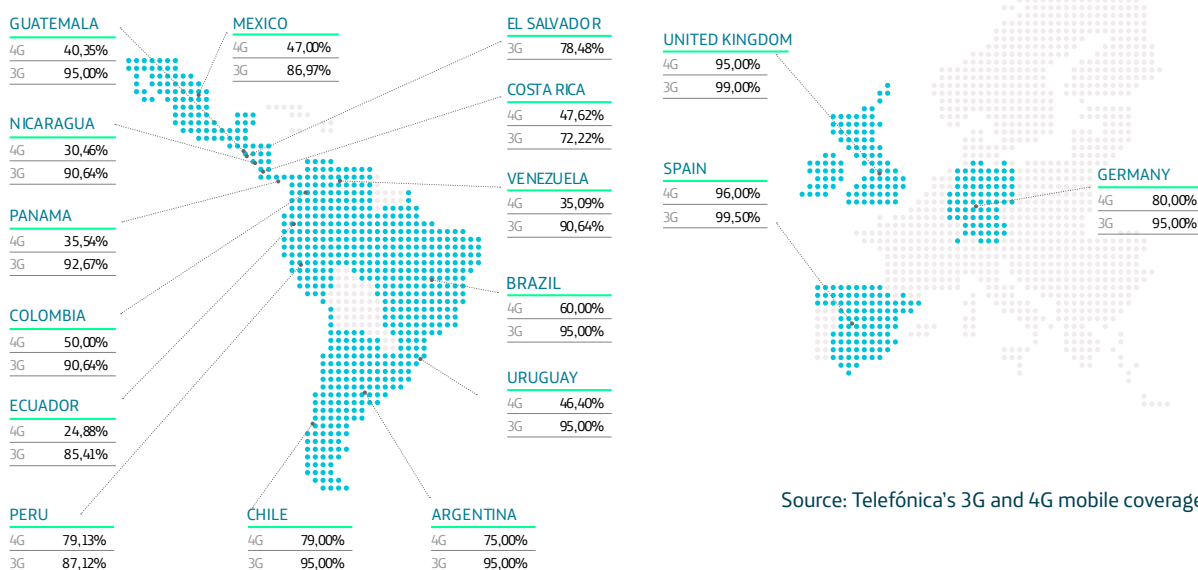 GUATEMALA
4G 40,35%
3G 95,00%
MEXICO
4G 47,00%
3G 86,97%
EL SALVADOR
3G 78,48%
COSTA RICA
4G 47,62%
3G 72,22%
NICARAGUA
4G 30,46%
3G 90,64%
VENEZUELA
4G 35,09%
3G 90,64%
PANAMA
4G 35,54%
3G 92,67%
BRAZIL
4G 60,00%
3G 95,00%
COLOMBIA
4G 50,00%
3G 90,64%
URUGUAY
4G 46,40%
3G 95,00%
ECUADOR
4G 24,88%
3G 85,41%
PERU
4G 79,13%
3G 87,12%
CHILE
4G 79,00%
3G 95,00%
ARGENTINA
4G 75,00%
3G 95,00%
UNITED KINGDOM
4G 95,00%
3G 99,00%
SPAIN
4G 96,00%
3G 99,50%
GERMANY
4G 80,00%
3G 95,00%
Source: Telefónica's 3G and 4G mobile coverage